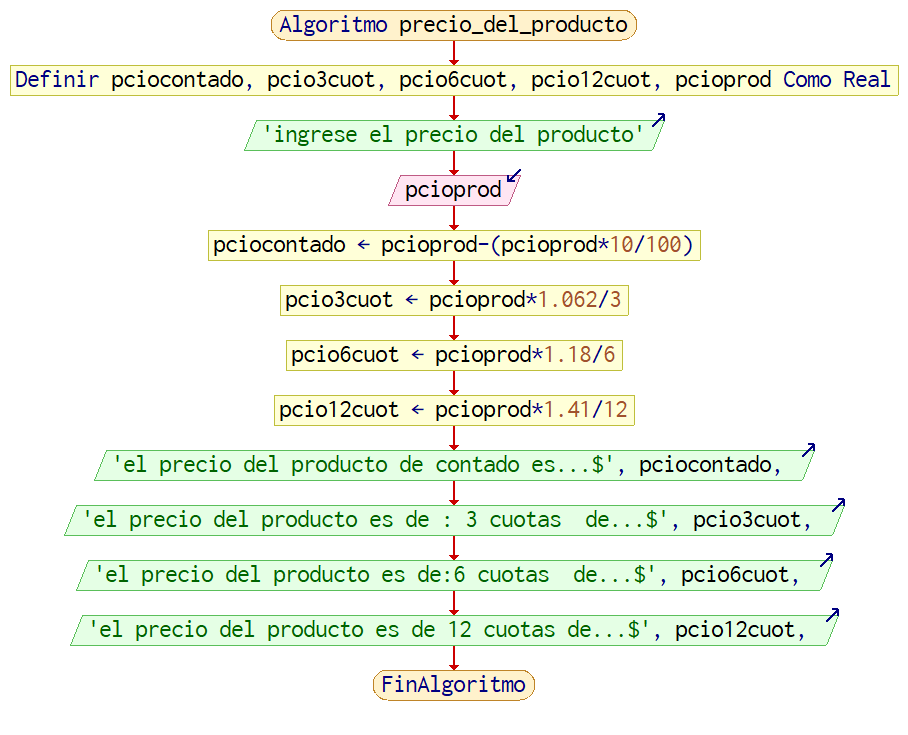 Algoritmo precio_del_producto
Definir pciocontado, pcio3cuot, pcio6cuot, pcio12cuot, pcioprod Como Real
'ingrese el precio del producto'
pcioprod
pciocontado ← pcioprod-(pcioprod*10/100)
pcio3cuot ← pcioprod*1.062/3
pcio6cuot ← pcioprod*1.18/6
pcio12cuot ← pcioprod*1.41/12
'el precio del producto de contado es...$', pciocontado,
'el precio del producto es de : 3 cuotas  de...$', pcio3cuot,
'el precio del producto es de:6 cuotas  de...$', pcio6cuot,
'el precio del producto es de 12 cuotas de...$', pcio12cuot,
FinAlgoritmo